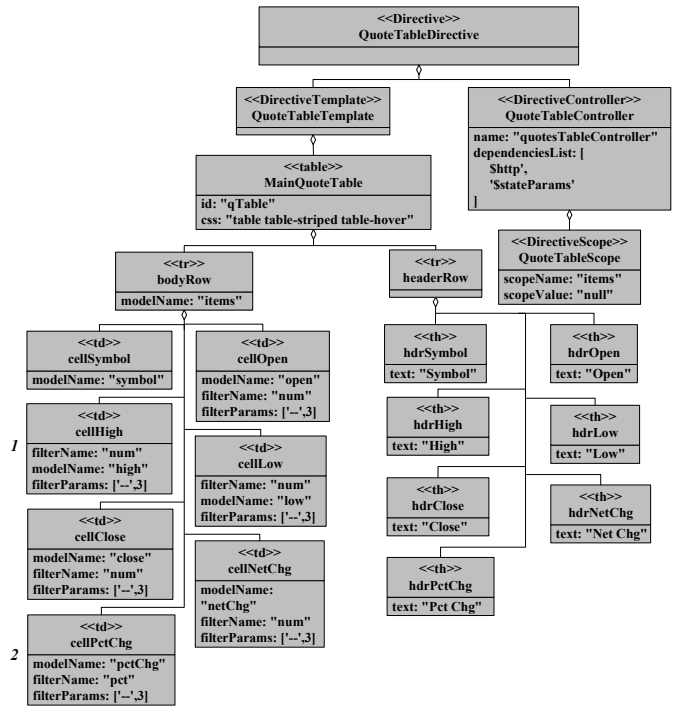 <<Directive>>
QuoteTableDirective
<<DirectiveTemplate>>
QuoteTableTemplate
<<DirectiveController>>
QuoteTableController
name: "quotesTableController"
dependenciesList: [
$http',
'$stateParams'
]
<<table>>
MainQuoteTable
id: "qTable"
css: "table table-striped table-hover"
<<DirectiveScope>>
QuoteTableScope
scopeName: "items"
scopeValue: "null"
<<tr>>
bodyRow
modelName: "items"
<<tr>>
headerRow
<<td>>
cellSymbol
modelName: "symbol"
<<td>>
cellOpen
modelName: "open"
filterName: "num"
filterParams: ['--',3]
1
<<td>>
cellHigh
filterName: "num"
modelName: "high"
filterParams: ['--',3]
<<td>>
cellLow
filterName: "num"
modelName: "low"
filterParams: ['--',3]
<<td>>
cellClose
modelName: "close"
filterName: "num"
filterParams: ['--',3]
<<td>>
cellNetChg
modelName:
"netChg"
filterName: "num"
filterParams: ['--',3]
2
<<td>>
cellPctChg
modelName: "pctChg"
filterName: "pct"
filterParams: ['--',3]
<<th>>
hdrSymbol
text: "Symbol"
<<th>>
hdrOpen
text: "Open"
<<th>>
hdrHigh
text: "High"
<<th>>
hdrLow
text: "Low"
<<th>>
hdrClose
text: "Close"
<<th>>
hdrNetChg
text: "Net Chg"
<<th>>
hdrPctChg
text: "Pct Chg"